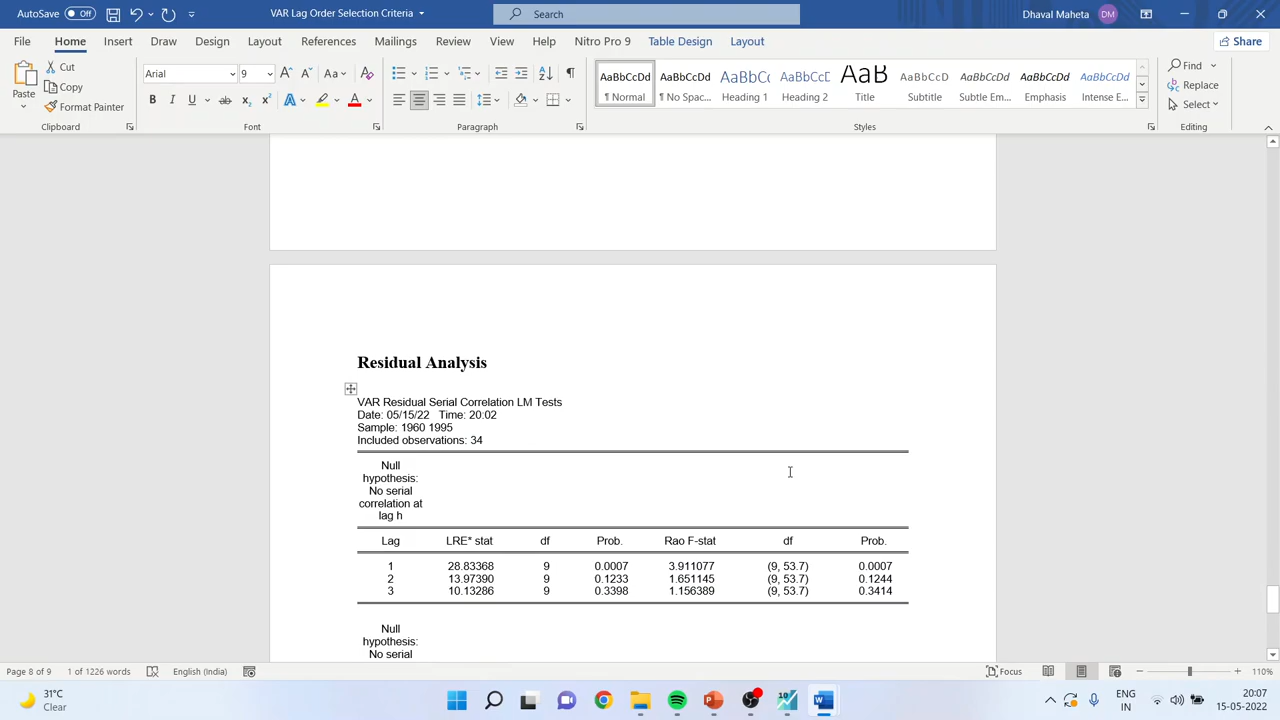 AutoSave Off VAR Lag Order Selection... Search Dhaval Maheta DM
File Home Insert Draw Design Layout References Mailings Review View Help Nitro Pro 9 Table Design Layout Share
Paste Cut Copy Format Painter
Clipboard
Arial 9
Font
Paragraph
AaBbCcDd AaBbCcDd AaBbCc AaBbCcD AaB AaBbCcD AaBbCcDd AaBbCcDd AaBbCcDd
¶ Normal ¶ No Spac... Heading 1 Heading 2 Title Subtitle Subtle Em... Emphasis Intense E...
Styles
Find
Replace
Select
Editing
Residual Analysis
VAR Residual Serial Correlation LM Tests
Date: 05/15/22 Time: 20:02
Sample: 1960 1995
Included observations: 34
Null
hypothesis:
No serial
correlation at
lag h
Lag LRE* stat df Prob. Rao F-stat df Prob.
1 28.83368 9 0.0007 3.911077 (9, 53.7) 0.0007
2 13.97390 9 0.1233 1.651145 (9, 53.7) 0.1244
3 10.13286 9 0.3398 1.156389 (9, 53.7) 0.3414
Null
hypothesis:
No serial
Page 8 of 9 1 of 1226 words English (India) Focus 110%
31°C
Clear
ENG
IN
20:07
15-05-2022